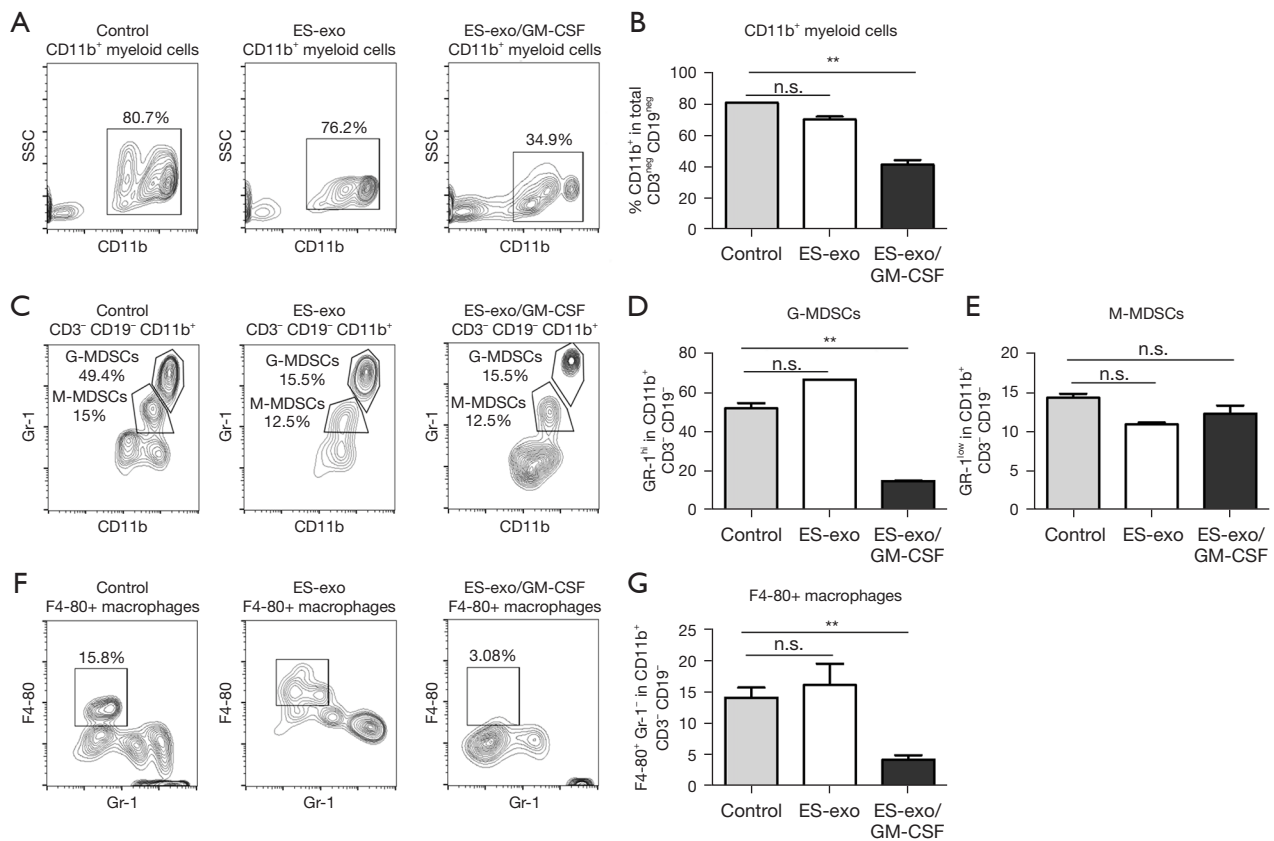 A
Control
CD11b⁺ myeloid cells
80.7%
SSC
CD11b
ES-exo
CD11b⁺ myeloid cells
76.2%
SSC
CD11b
ES-exo/GM-CSF
CD11b⁺ myeloid cells
34.9%
SSC
CD11b
B
CD11b⁺ myeloid cells
% CD11b⁺ in total
CD3ⁿᵉᵍ CD19ⁿᵉᵍ
100
80
60
40
20
0
**
n.s.
Control
ES-exo
ES-exo/
GM-CSF
C
Control
CD3⁻ CD19⁻ CD11b⁺
G-MDSCs
49.4%
M-MDSCs
15%
Gr-1
CD11b
ES-exo
CD3⁻ CD19⁻ CD11b⁺
G-MDSCs
15.5%
M-MDSCs
12.5%
Gr-1
CD11b
ES-exo/GM-CSF
CD3⁻ CD19⁻ CD11b⁺
G-MDSCs
15.5%
M-MDSCs
12.5%
Gr-1
CD11b
D
G-MDSCs
GR-1ʰⁱ in CD11b⁺
CD3⁻ CD19⁻
80
60
40
20
0
**
n.s.
Control
ES-exo
ES-exo/
GM-CSF
E
M-MDSCs
GR-1ˡᵒʷ in CD11b⁺
CD3⁻ CD19⁻
20
15
10
5
0
n.s.
n.s.
Control
ES-exo
ES-exo/
GM-CSF
F
Control
F4-80+ macrophages
15.8%
F4-80
Gr-1
ES-exo
F4-80+ macrophages
F4-80
Gr-1
ES-exo/GM-CSF
F4-80+ macrophages
3.08%
F4-80
Gr-1
G
F4-80+ macrophages
F4-80⁺ Gr-1⁻ in CD11b⁺
CD3⁻ CD19⁻
25
20
15
10
5
0
**
n.s.
Control
ES-exo
ES-exo/
GM-CSF